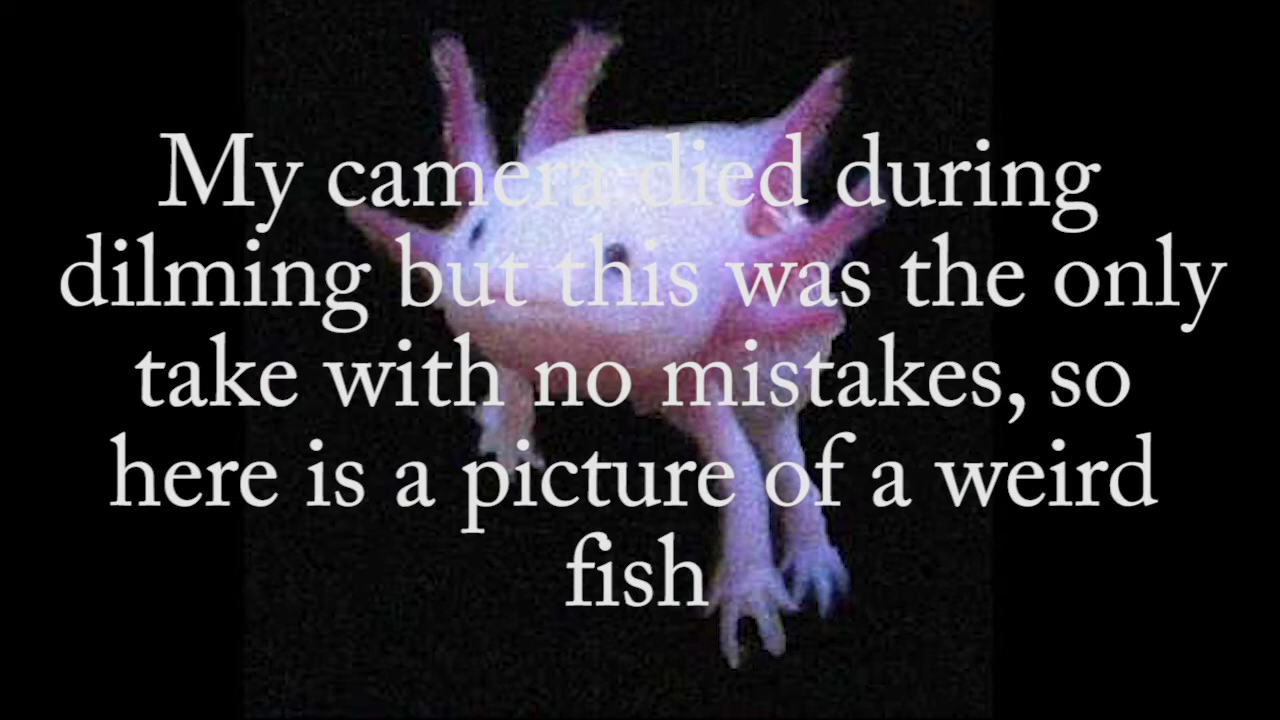 My camera died during
dilming but this was the only
take with no mistakes, so
here is a picture of a weird
fish